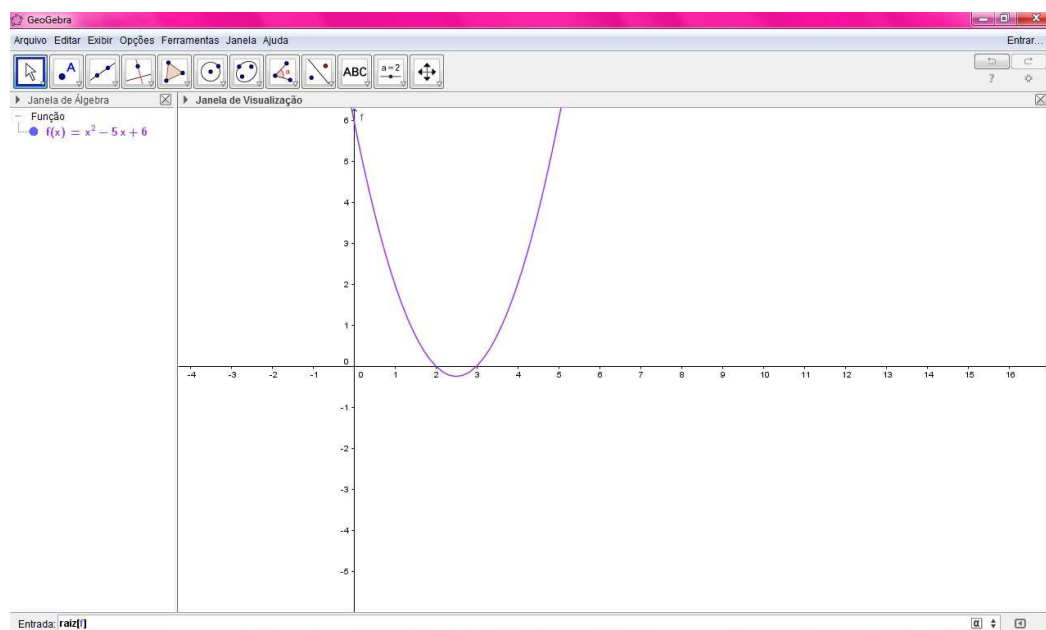 GeoGebra
Arquivo Editar Exibir Opções Ferramentas Janela Ajuda
Entrar...
A
ABC
a = 2
?
Janela de Álgebra
Janela de Visualização
Função
f(x) = x² − 5 x + 6
f
6
5
4
3
2
1
0
-4 -3 -2 -1 0 1 2 3 4 5 6 7 8 9 10 11 12 13 14 15 16
-1
-2
-3
-4
-5
Entrada: raiz[f]
α